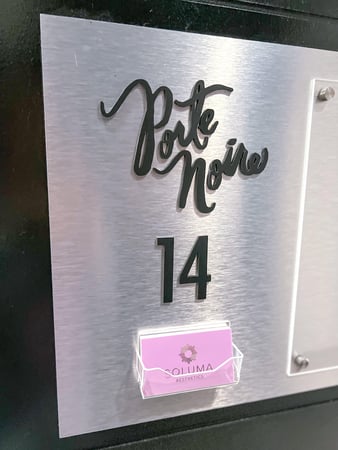 Porte
Noire
14
SOLUMA
AESTHETICS